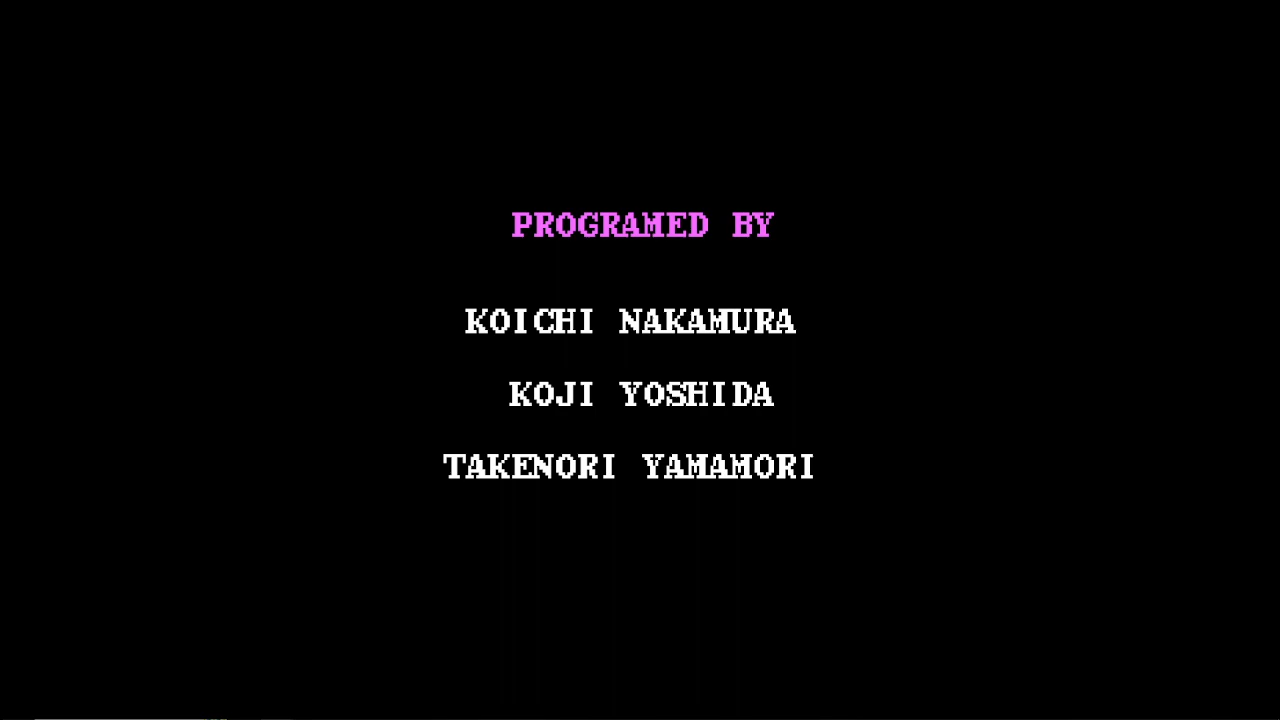 PROGRAMED BY
KOICHI NAKAMURA
KOJI YOSHIDA
TAKENORI YAMAMORI